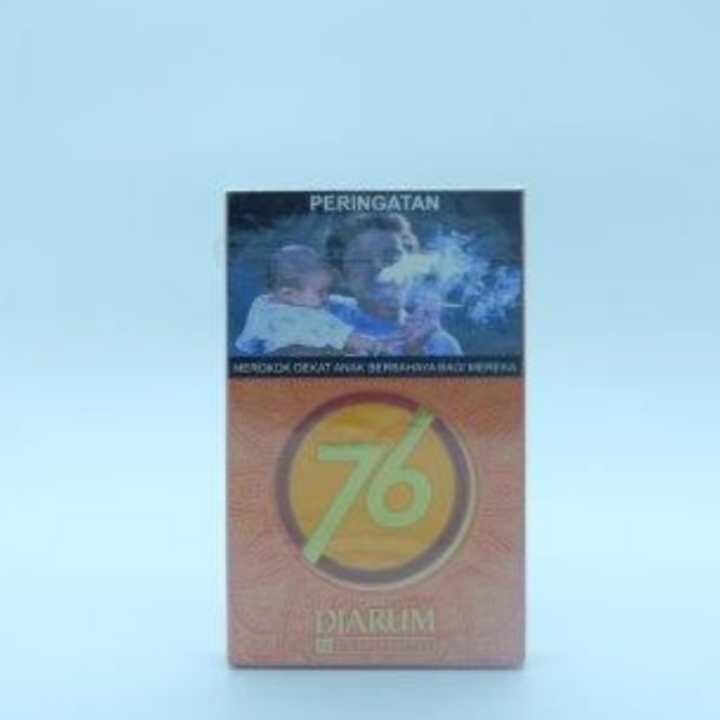 PERINGATAN
MEROKOK DEKAT ANAK BERBAHAYA BAGI MEREKA
76
DJARUM